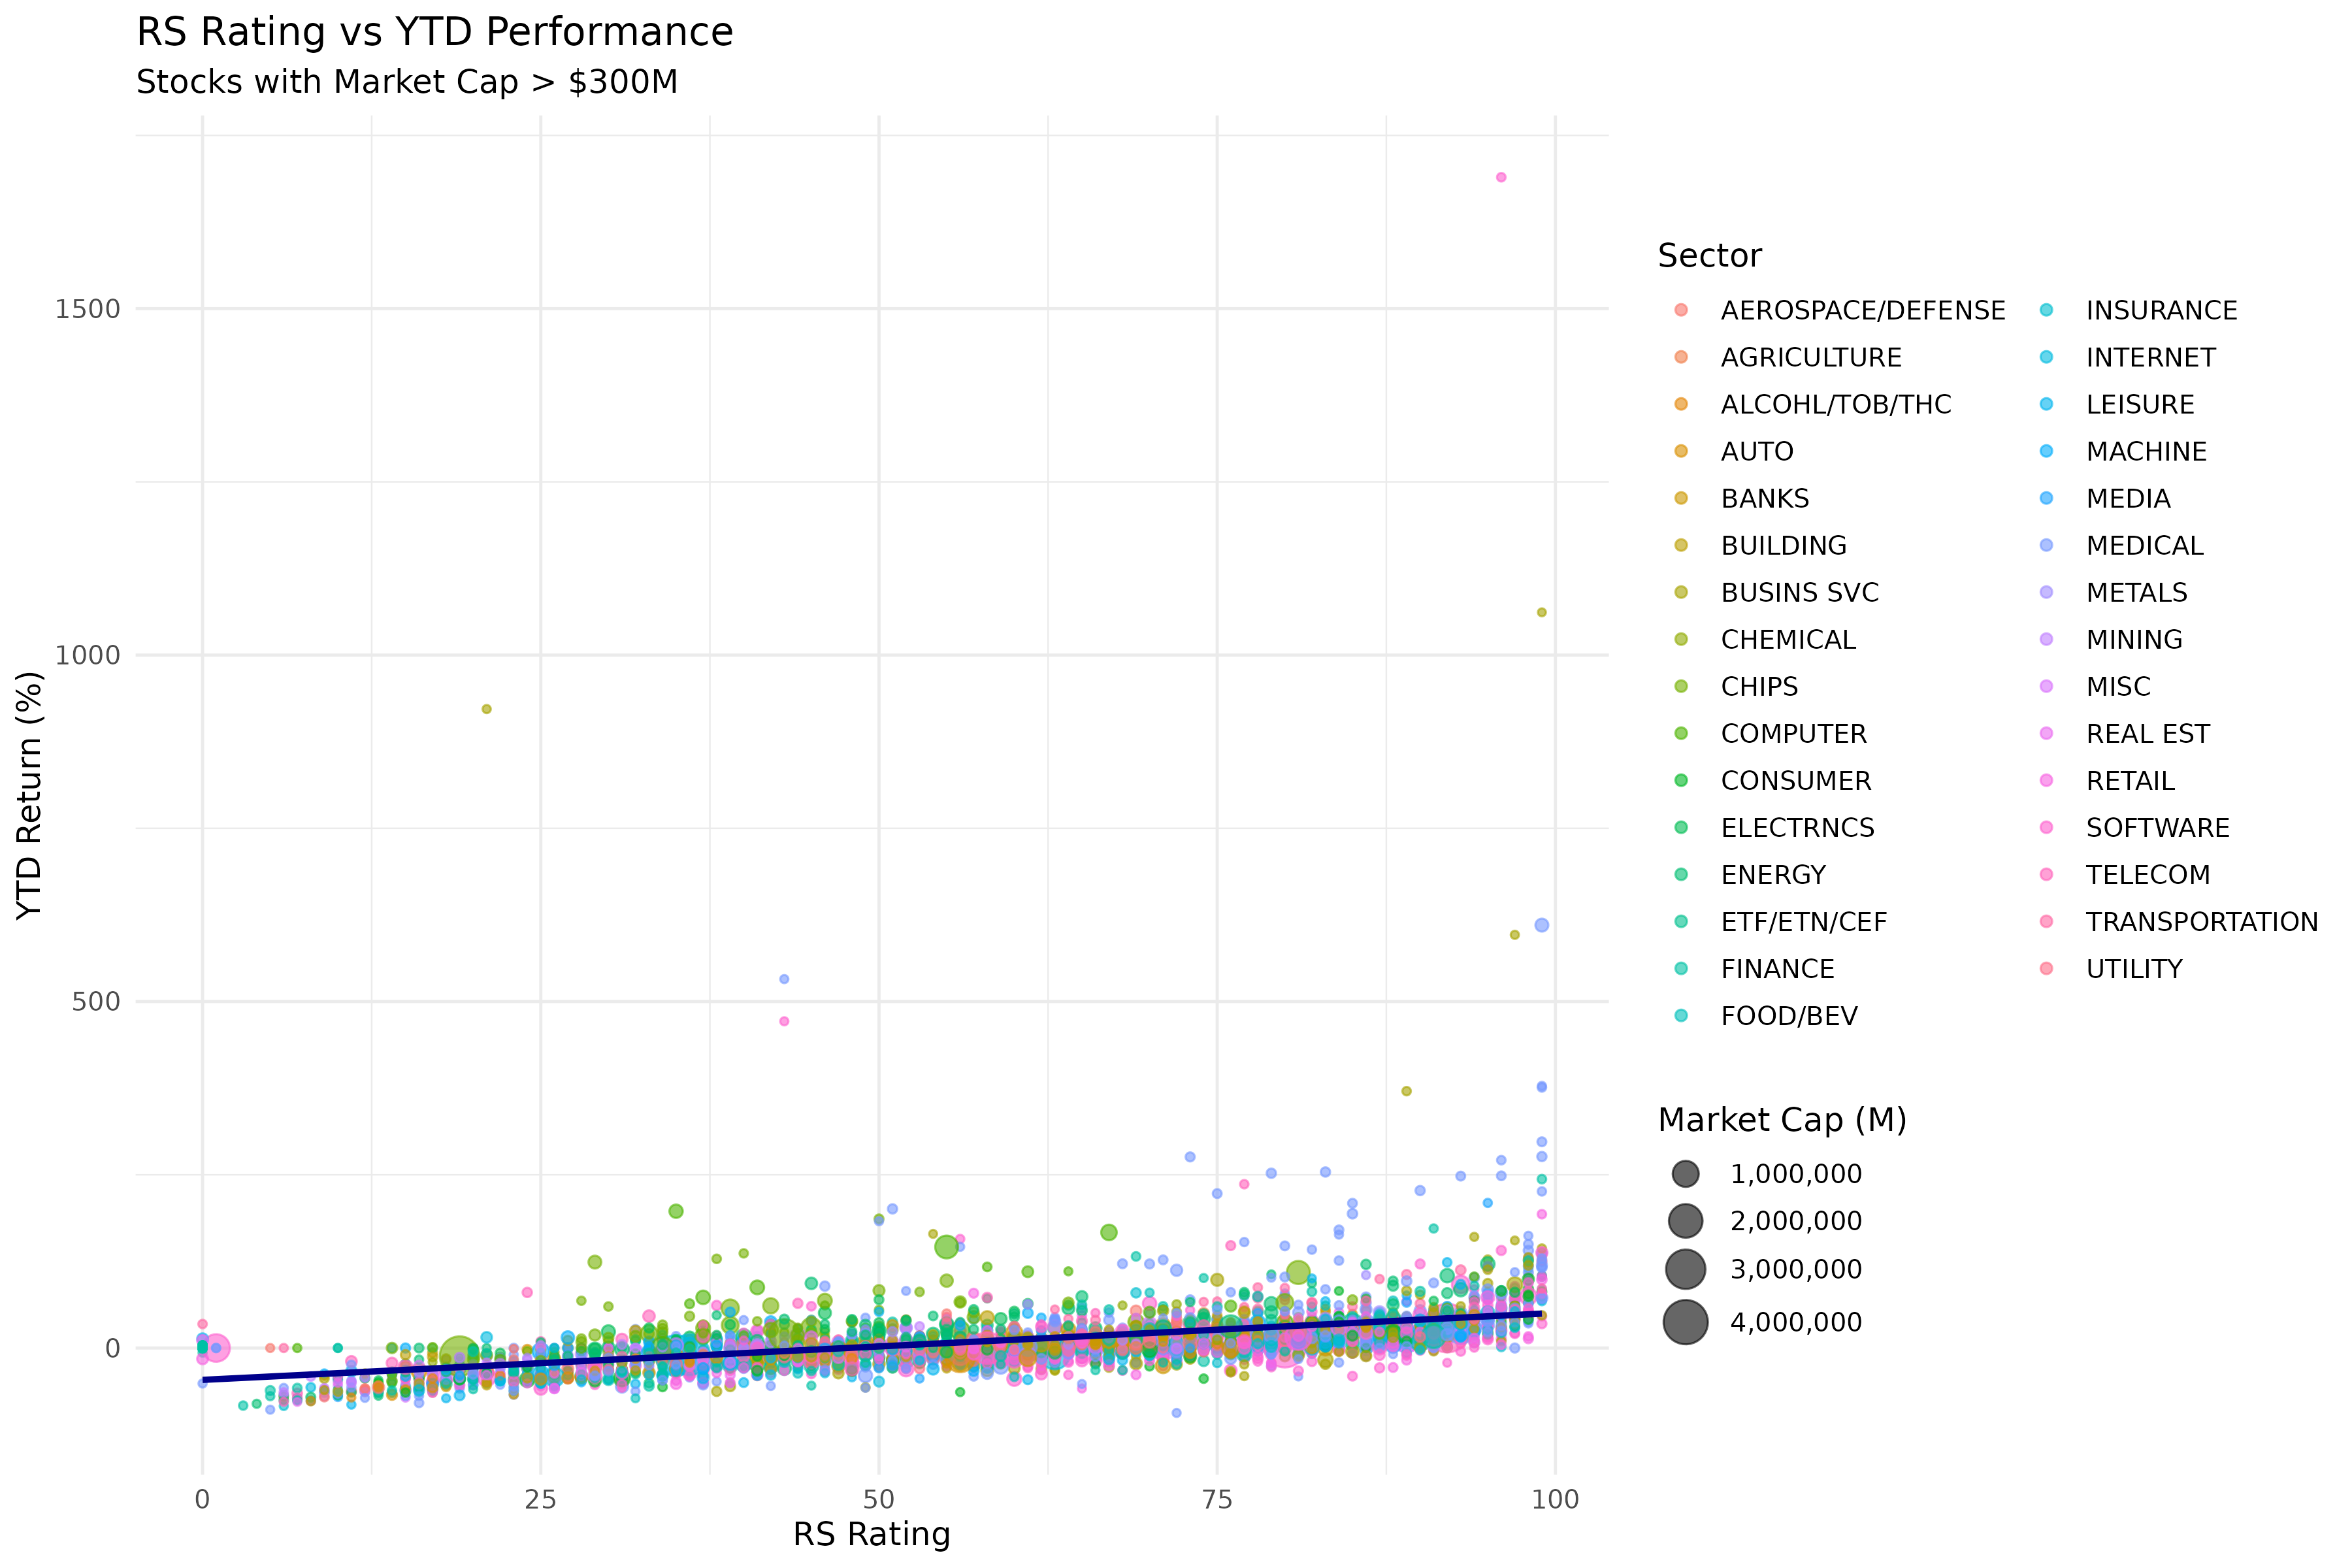 RS Rating vs YTD Performance
Stocks with Market Cap > $300M
YTD Return (%)
1500
1000
500
0
0
25
50
75
100
RS Rating
Sector
AEROSPACE/DEFENSE
AGRICULTURE
ALCOHL/TOB/THC
AUTO
BANKS
BUILDING
BUSINS SVC
CHEMICAL
CHIPS
COMPUTER
CONSUMER
ELECTRNCS
ENERGY
ETF/ETN/CEF
FINANCE
FOOD/BEV
INSURANCE
INTERNET
LEISURE
MACHINE
MEDIA
MEDICAL
METALS
MINING
MISC
REAL EST
RETAIL
SOFTWARE
TELECOM
TRANSPORTATION
UTILITY
Market Cap (M)
1,000,000
2,000,000
3,000,000
4,000,000